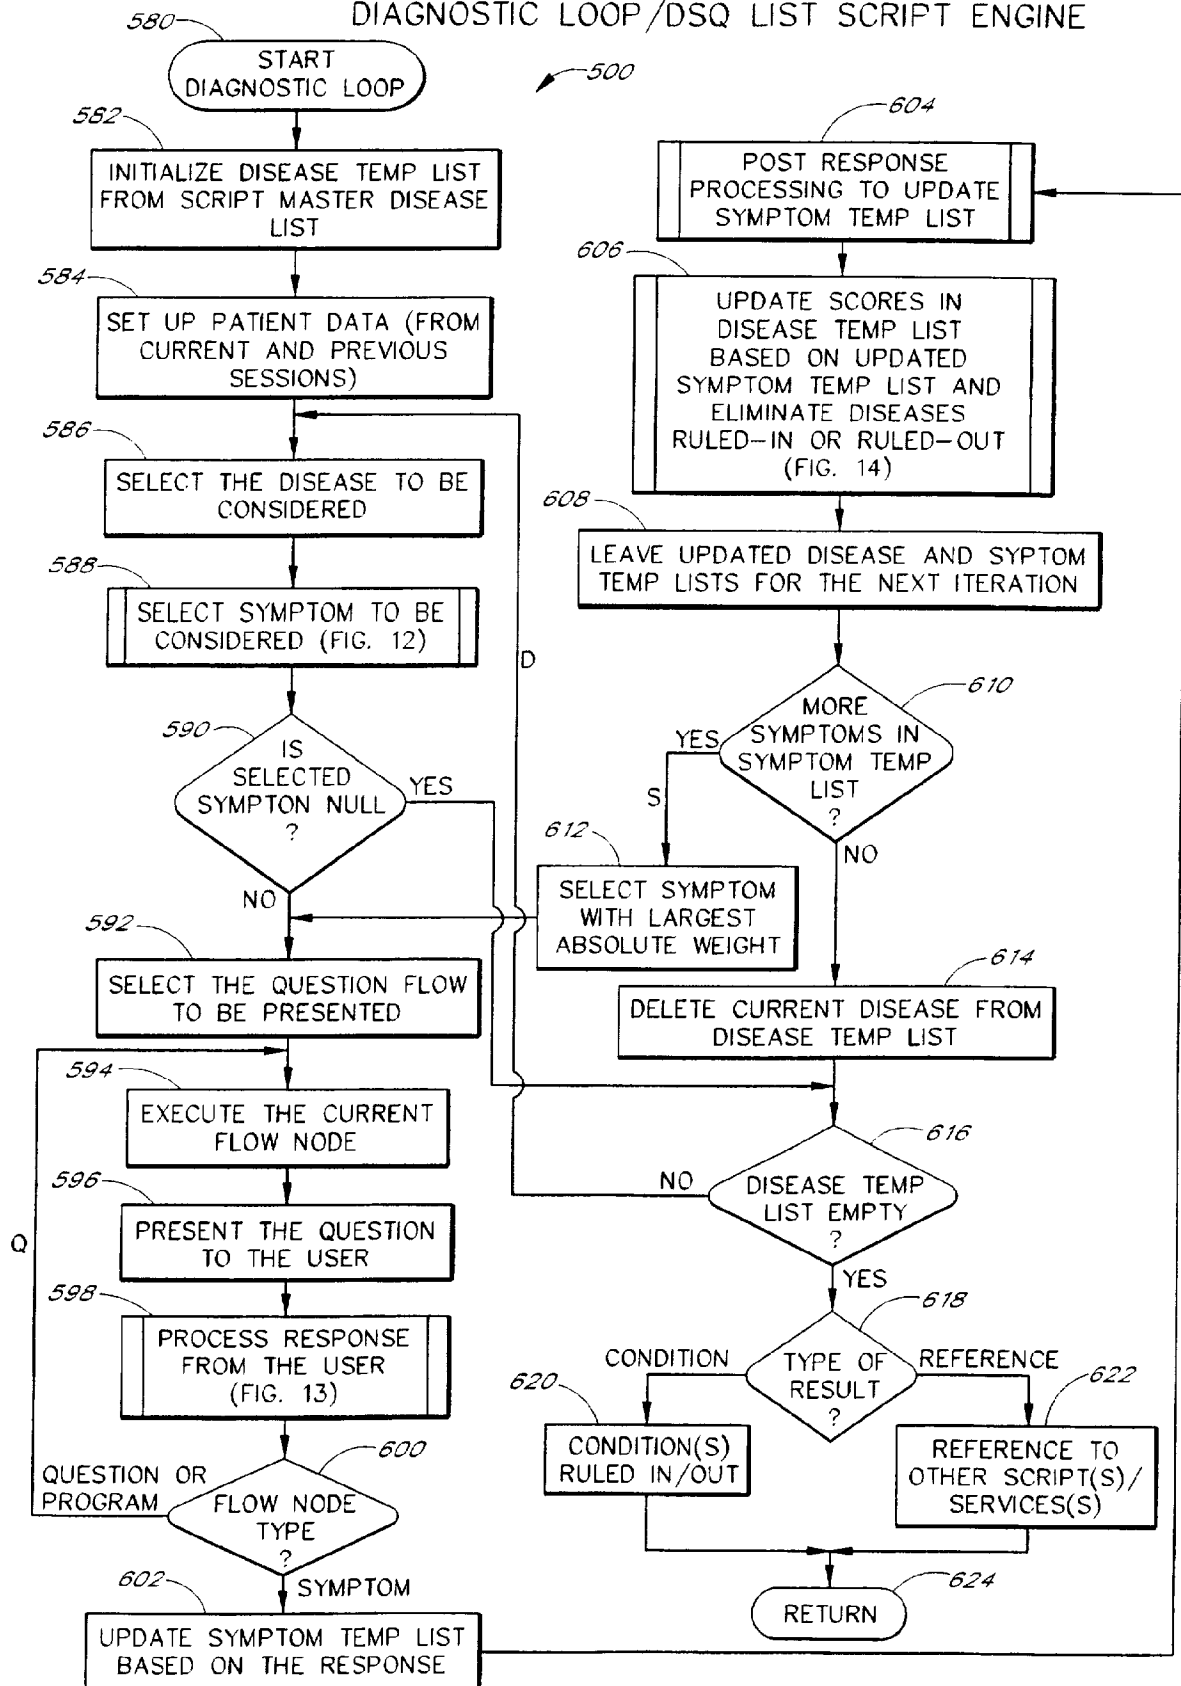 DIAGNOSTIC LOOP/DSQ LIST SCRIPT ENGINE
580
START
DIAGNOSTIC LOOP
500
582
INITIALIZE DISEASE TEMP LIST
FROM SCRIPT MASTER DISEASE
LIST
584
SET UP PATIENT DATA (FROM
CURRENT AND PREVIOUS
SESSIONS)
586
SELECT THE DISEASE TO BE
CONSIDERED
588
SELECT SYMPTOM TO BE
CONSIDERED (FIG. 12)
D
590
IS
SELECTED
SYMPTON NULL
?
YES
NO
592
SELECT THE QUESTION FLOW
TO BE PRESENTED
594
EXECUTE THE CURRENT
FLOW NODE
596
PRESENT THE QUESTION
TO THE USER
Q
598
PROCESS RESPONSE
FROM THE USER
(FIG. 13)
600
QUESTION OR
PROGRAM
FLOW NODE
TYPE
?
SYMPTOM
602
UPDATE SYMPTOM TEMP LIST
BASED ON THE RESPONSE
604
POST RESPONSE
PROCESSING TO UPDATE
SYMPTOM TEMP LIST
606
UPDATE SCORES IN
DISEASE TEMP LIST
BASED ON UPDATED
SYMPTOM TEMP LIST AND
ELIMINATE DISEASES
RULED-IN OR RULED-OUT
(FIG. 14)
608
LEAVE UPDATED DISEASE AND SYPTOM
TEMP LISTS FOR THE NEXT ITERATION
610
MORE
SYMPTOMS IN
SYMPTOM TEMP
LIST
?
YES
S
NO
612
SELECT SYMPTOM
WITH LARGEST
ABSOLUTE WEIGHT
614
DELETE CURRENT DISEASE FROM
DISEASE TEMP LIST
616
NO
DISEASE TEMP
LIST EMPTY
?
YES
618
CONDITION
TYPE OF
RESULT
?
REFERENCE
620
CONDITION(S)
RULED IN/OUT
622
REFERENCE TO
OTHER SCRIPT(S)/
SERVICES(S)
624
RETURN